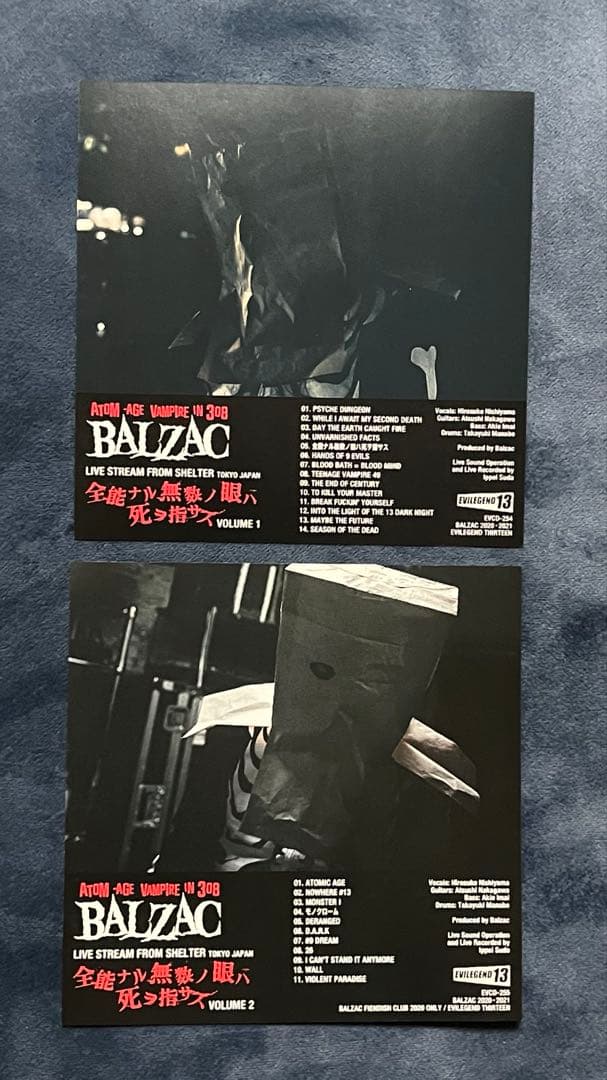 ATOM-AGE VAMPIRE IN 308
BALZAC
LIVE STREAM FROM SHELTER TOKYO JAPAN
全能ナル無数ノ眼ハ
死ヲ指サス VOLUME 1
01. PSYCHE DUNGEON
02. WHILE I AWAIT MY SECOND DEATH
03. DAY THE EARTH CAUGHT FIRE
04. UNVARNISHED FACTS
05. 全能ナル無数ノ眼ハ死ヲ指サス
06. HANDS OF 9 EVILS
07. BLOOD BATH = BLOOD MIND
08. TEENAGE VAMPIRE 49
09. THE END OF CENTURY
10. TO KILL YOUR MASTER
11. BREAK FUCKIN' YOURSELF
12. INTO THE LIGHT OF THE 13 DARK NIGHT
13. MAYBE THE FUTURE
14. SEASON OF THE DEAD
Vocals: Hirosuke Nishiyama
Guitars: Atsushi Nakagawa
Bass: Akio Imai
Drums: Takayuki Manabe
Produced by Balzac
Live Sound Operation
and Live Recorded by
Ippei Suda
EVILEGEND 13
EVCD-254
BALZAC 2020-2021
EVILEGEND THIRTEEN
ATOM-AGE VAMPIRE IN 308
BALZAC
LIVE STREAM FROM SHELTER TOKYO JAPAN
全能ナル無数ノ眼ハ
死ヲ指サス VOLUME 2
01. ATOMIC AGE
02. NOWHERE #13
03. MONSTER I
04. モノクローム
05. DERANGED
06. D.A.R.K
07. #9 DREAM
08. 26
09. I CAN'T STAND IT ANYMORE
10. WALL
11. VIOLENT PARADISE
Vocals: Hirosuke Nishiyama
Guitars: Atsushi Nakagawa
Bass: Akio Imai
Drums: Takayuki Manabe
Produced by Balzac
Live Sound Operation
and Live Recorded by
Ippei Suda
EVILEGEND 13
EVCD-255
BALZAC 2020-2021
BALZAC FIENDISH CLUB 2020 ONLY / EVILEGEND THIRTEEN